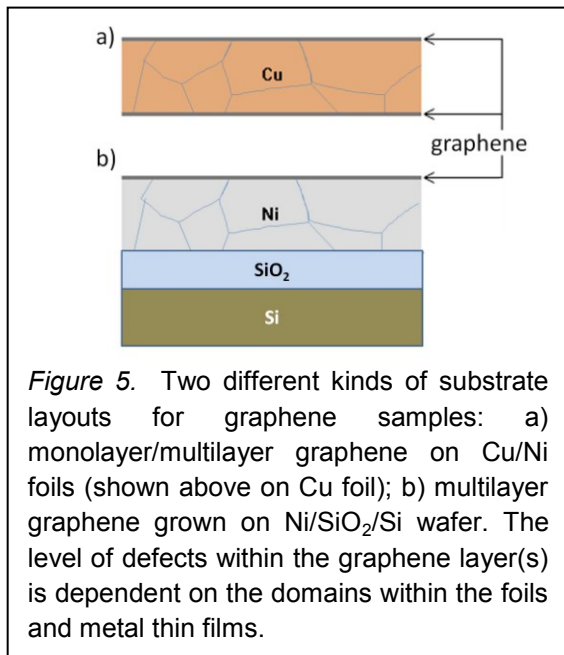 a)
Cu
graphene
b)
Ni
SiO₂
Si
Figure 5. Two different kinds of substrate
layouts for graphene samples: a)
monolayer/multilayer graphene on Cu/Ni
foils (shown above on Cu foil); b) multilayer
graphene grown on Ni/SiO₂/Si wafer. The
level of defects within the graphene layer(s)
is dependent on the domains within the foils
and metal thin films.